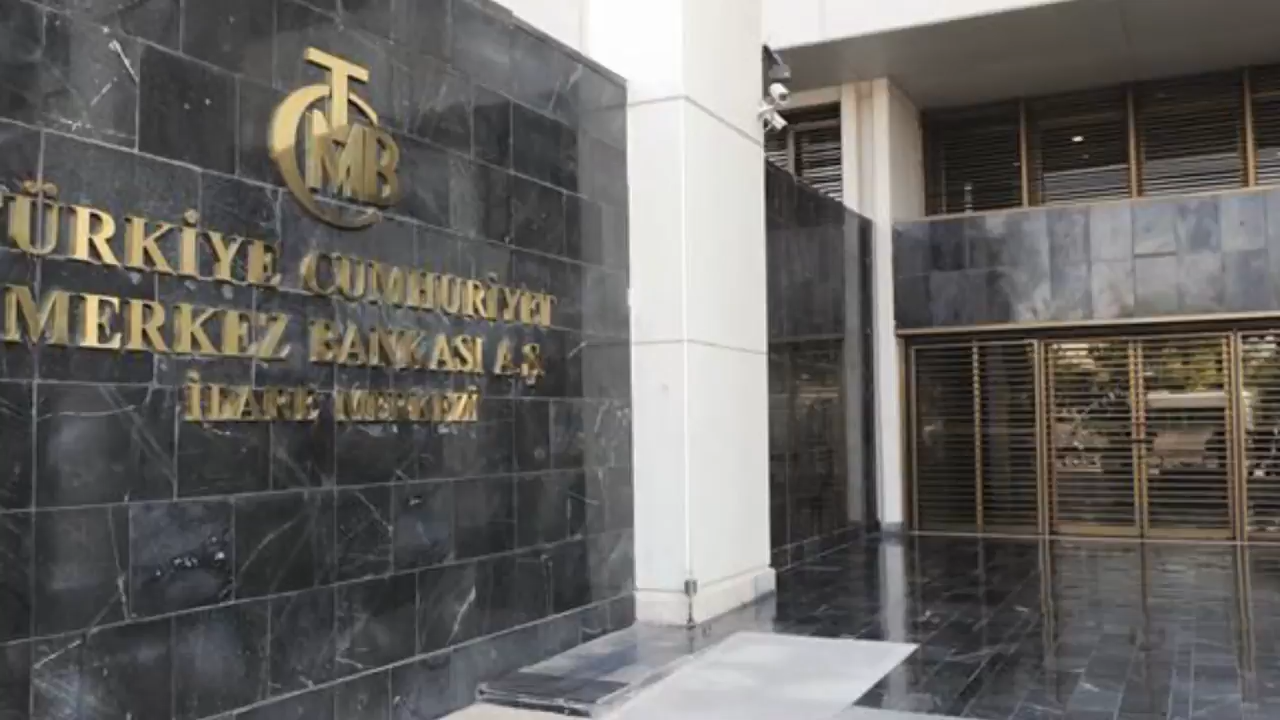 TCMB
TÜRKİYE CUMHURİYET
MERKEZ BANKASI A.Ş.
İDARE MERKEZİ